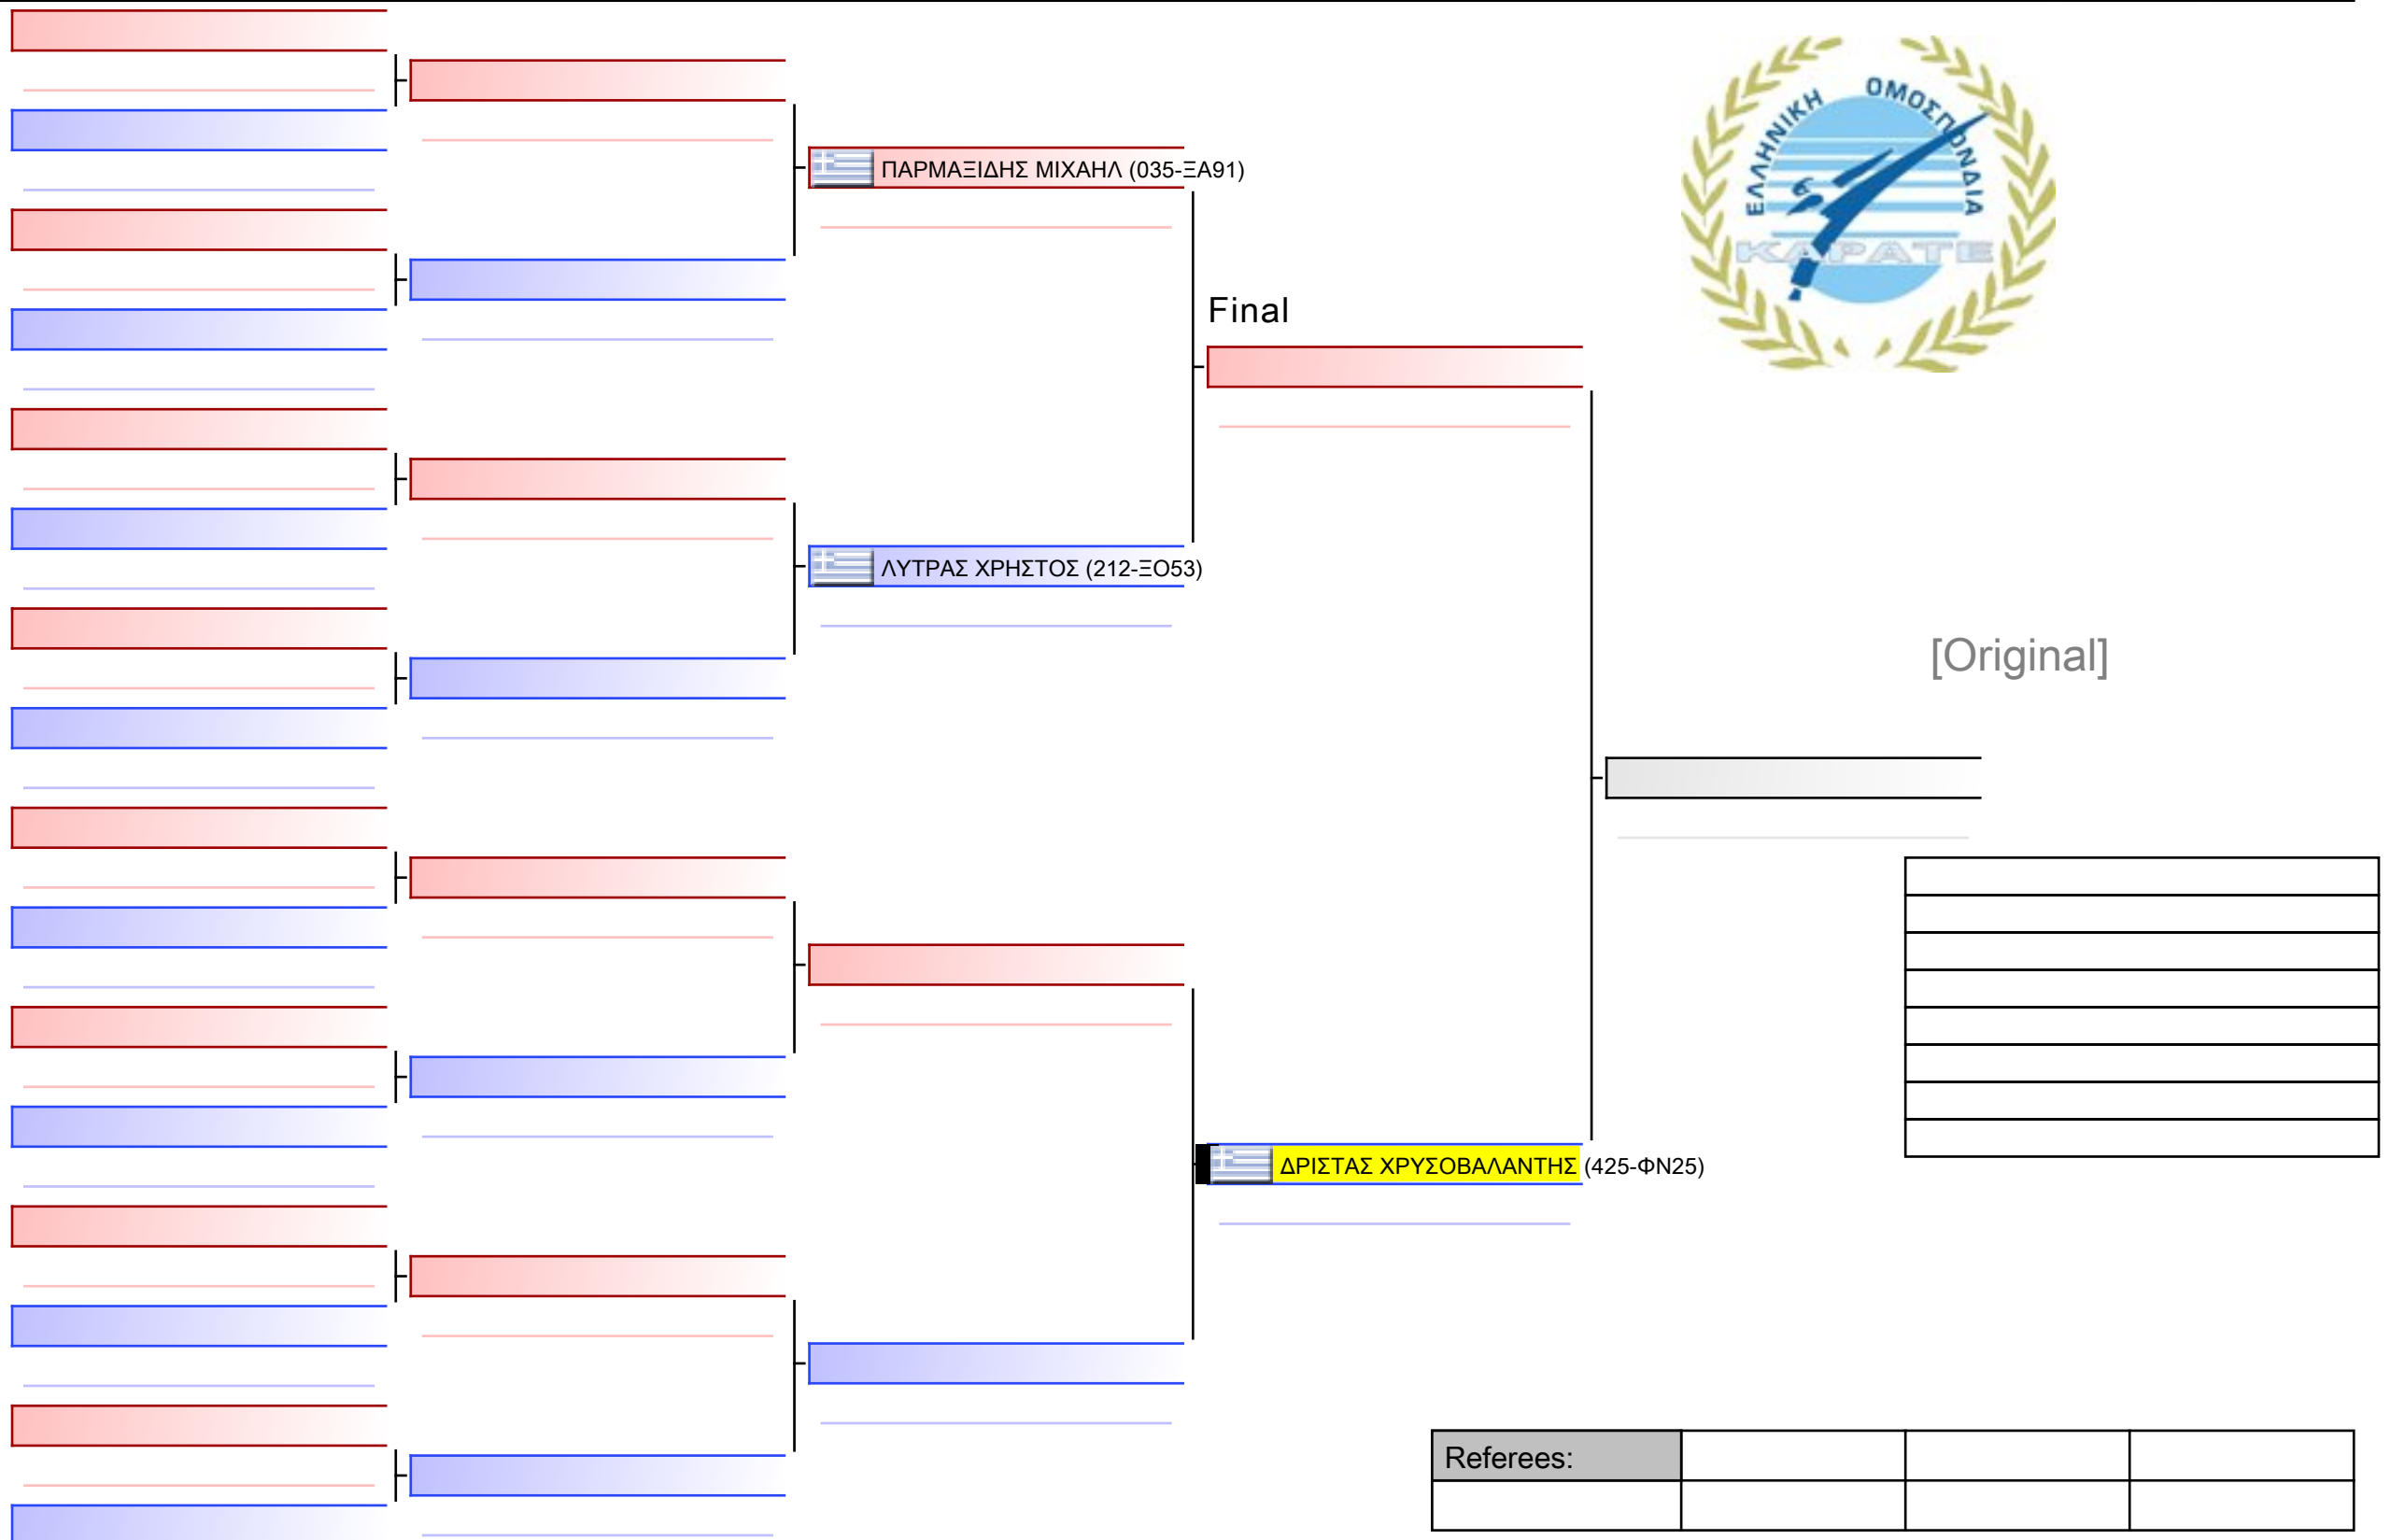 ΕΛΛΗΝΙΚΗ ΟΜΟΣΠΟΝΔΙΑ
ΚΑΡΑΤΕ
ΠΑΡΜΑΞΙΔΗΣ ΜΙΧΑΗΛ (035-ΞΑ91)
Final
ΛΥΤΡΑΣ ΧΡΗΣΤΟΣ (212-ΞΟ53)
[Original]
ΔΡΙΣΤΑΣ ΧΡΥΣΟΒΑΛΑΝΤΗΣ (425-ΦΝ25)
Referees: